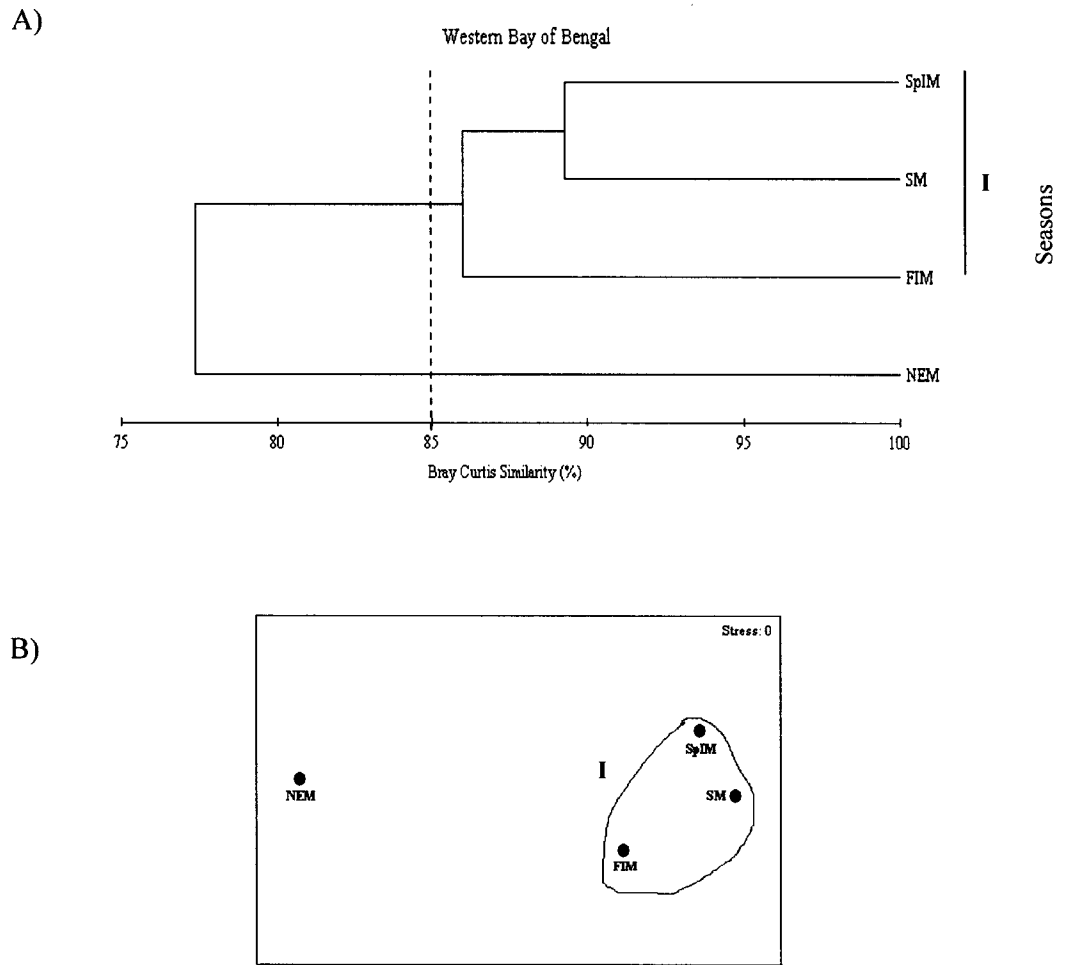 A)
Western Bay of Bengal
SpIM
SM
I
Seasons
FIM
NEM
75 80 85 90 95 100
Bray Curtis Similarity (%)
B)
Stress: 0
SpIM
I
NEM
SM
FIM